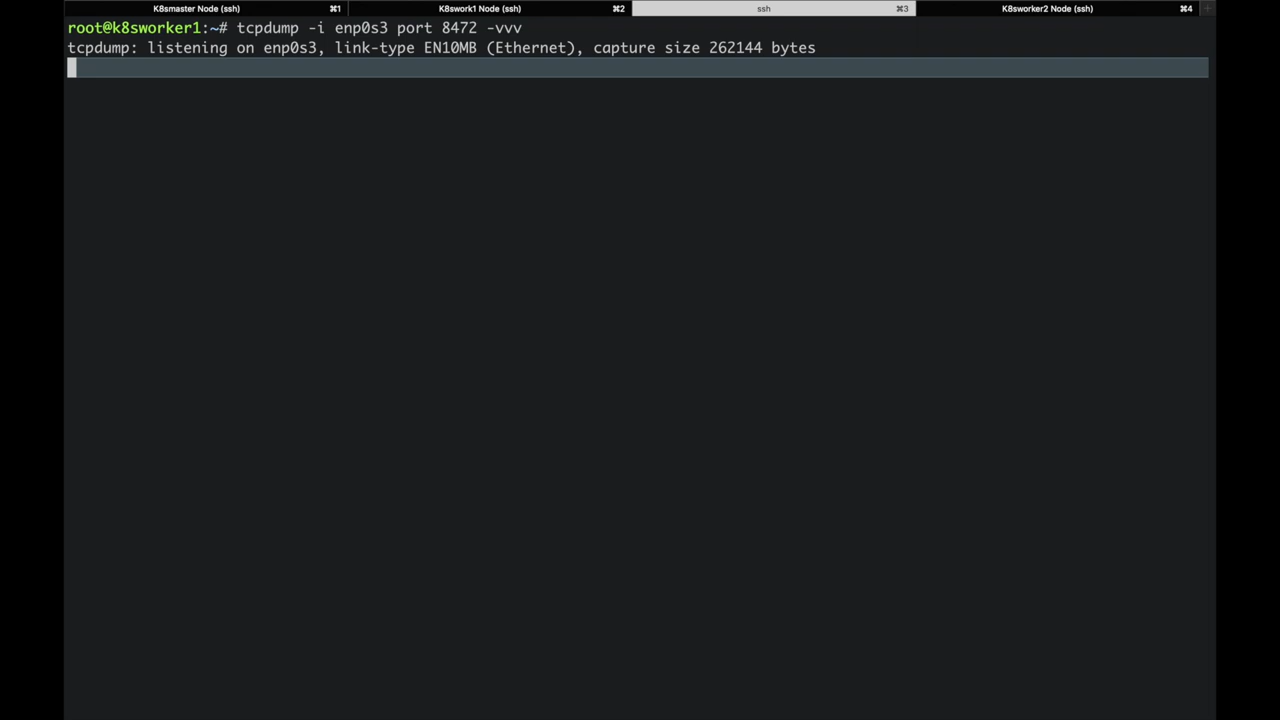 K8smaster Node (ssh) ⌘1 K8swork1 Node (ssh) ⌘2 ssh ⌘3 K8sworker2 Node (ssh) ⌘4 +
root@k8sworker1:~# tcpdump -i enp0s3 port 8472 -vvv
tcpdump: listening on enp0s3, link-type EN10MB (Ethernet), capture size 262144 bytes